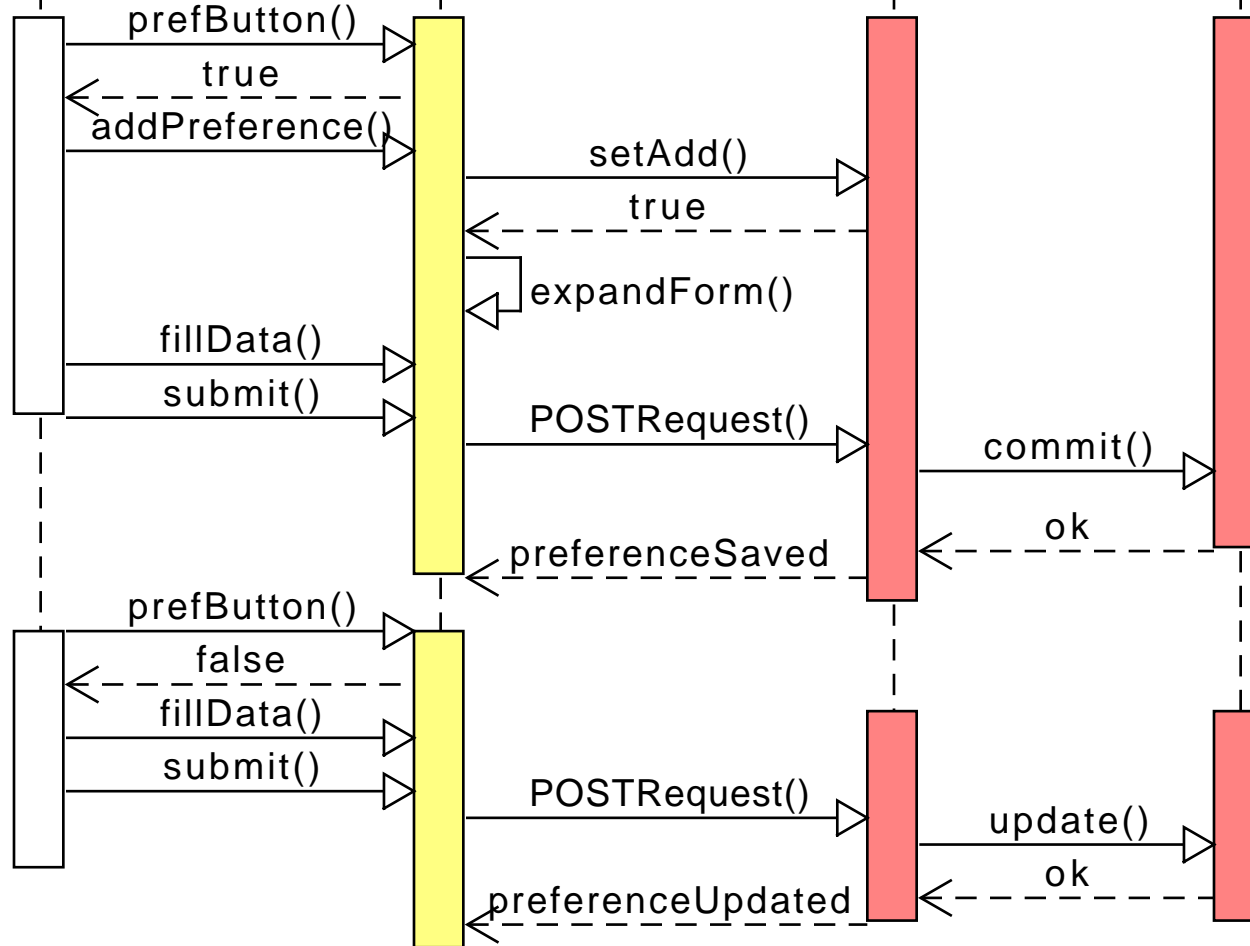 prefButton()
true
addPreference()
setAdd()
true
expandForm()
fillData()
submit()
POSTRequest()
commit()
ok
preferenceSaved
prefButton()
false
fillData()
submit()
POSTRequest()
update()
ok
preferenceUpdated